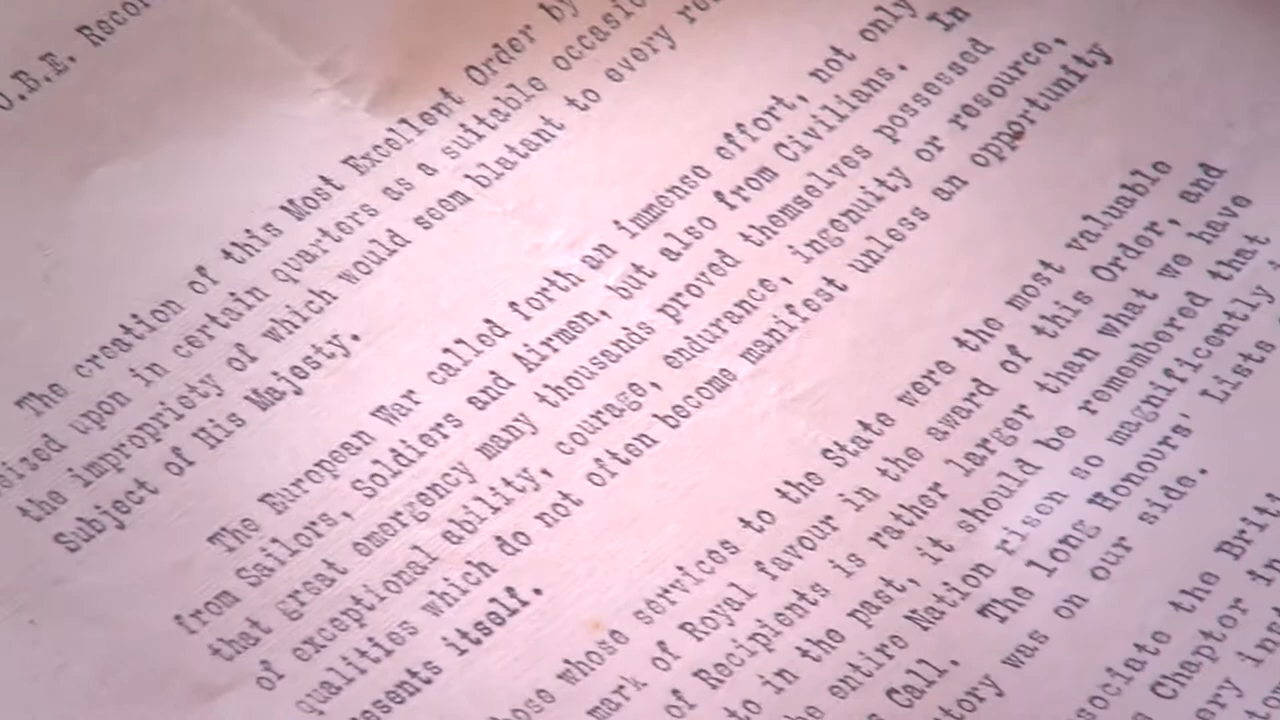 O.B.E. Recor
The creation of this Most Excellent Order by
eized upon in certain quarters as a suitable occasio
the impropriety of which would seem blatant to every re
Subject of His Majesty.
The European War called forth an immense effort, not only
from Sailors, Soldiers and Airmen, but also from Civilians. In
that great emergency many thousands proved themselves possessed
of exceptional ability, courage, endurance, ingenuity or resource,
qualities which do not often become manifest unless an opportunity
esents itself.
hose whose services to the State were the most valuable
mark of Royal favour in the award of this Order, and
of Recipients is rather larger than what we have
to in the past, it should be remembered that
he entire Nation risen so magnificently
Call. The long Honours' Lists
tory was on our side.
sociate the Brit
Chapter in
ery inst